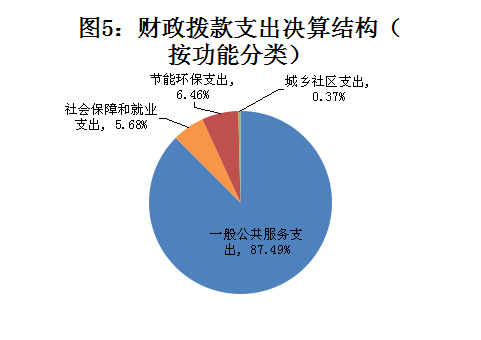 图5：财政拨款支出决算结构（
按功能分类）
节能环保支出,
6.46%
城乡社区支出,
0.37%
社会保障和就业
支出, 5.68%
一般公共服务支
出, 87.49%